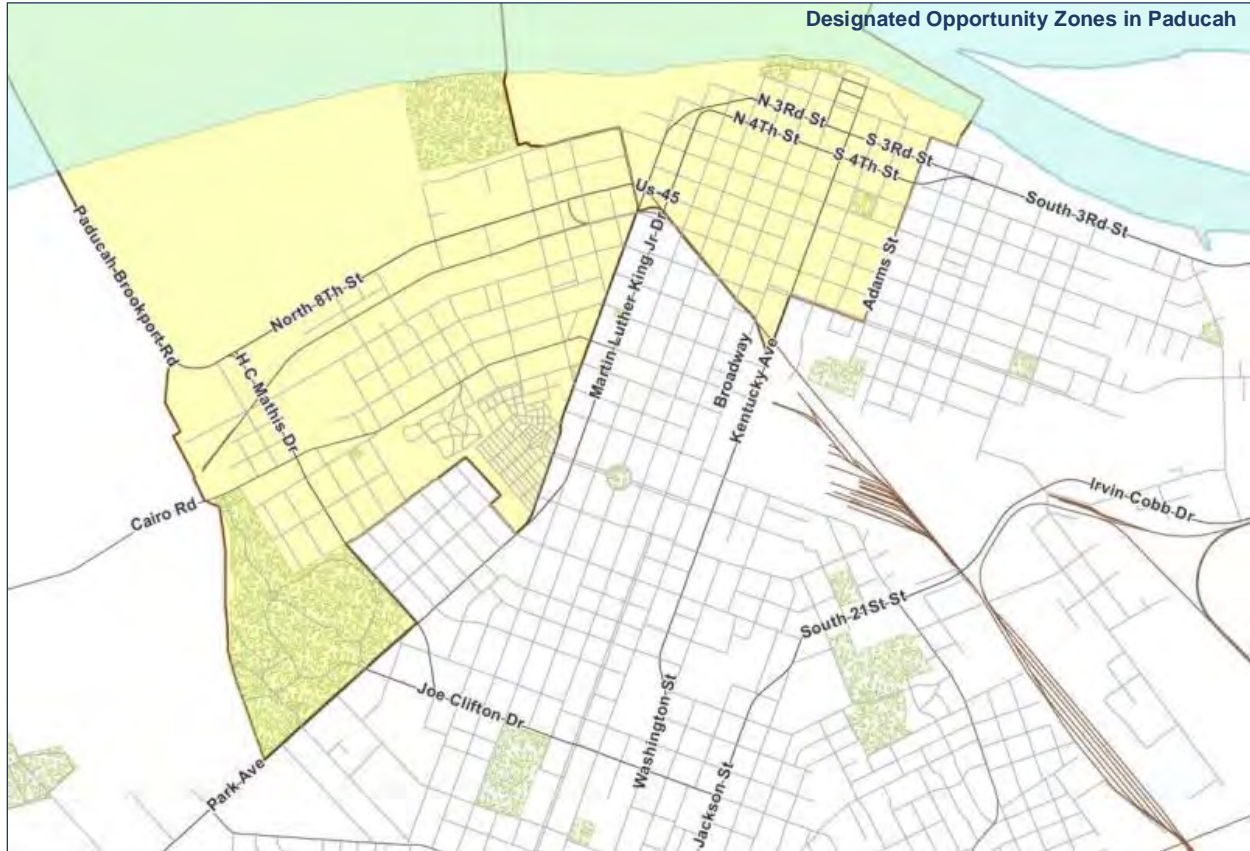 Designated Opportunity Zones in Paducah
N 3Rd St
N 4Th St
S 3Rd St
S 4Th St
Us-45
South 3Rd St
Paducah-Brookport-Rd
North-8Th-St
H C-Mathis-Dr
Martin-Luther-King-Jr-Dr
Adams St
Broadway
Kentucky-Ave
Cairo Rd
Irvin-Cobb-Dr
South-21St-St
Joe-Clifton-Dr
Washington-St
Park-Ave
Jackson-St